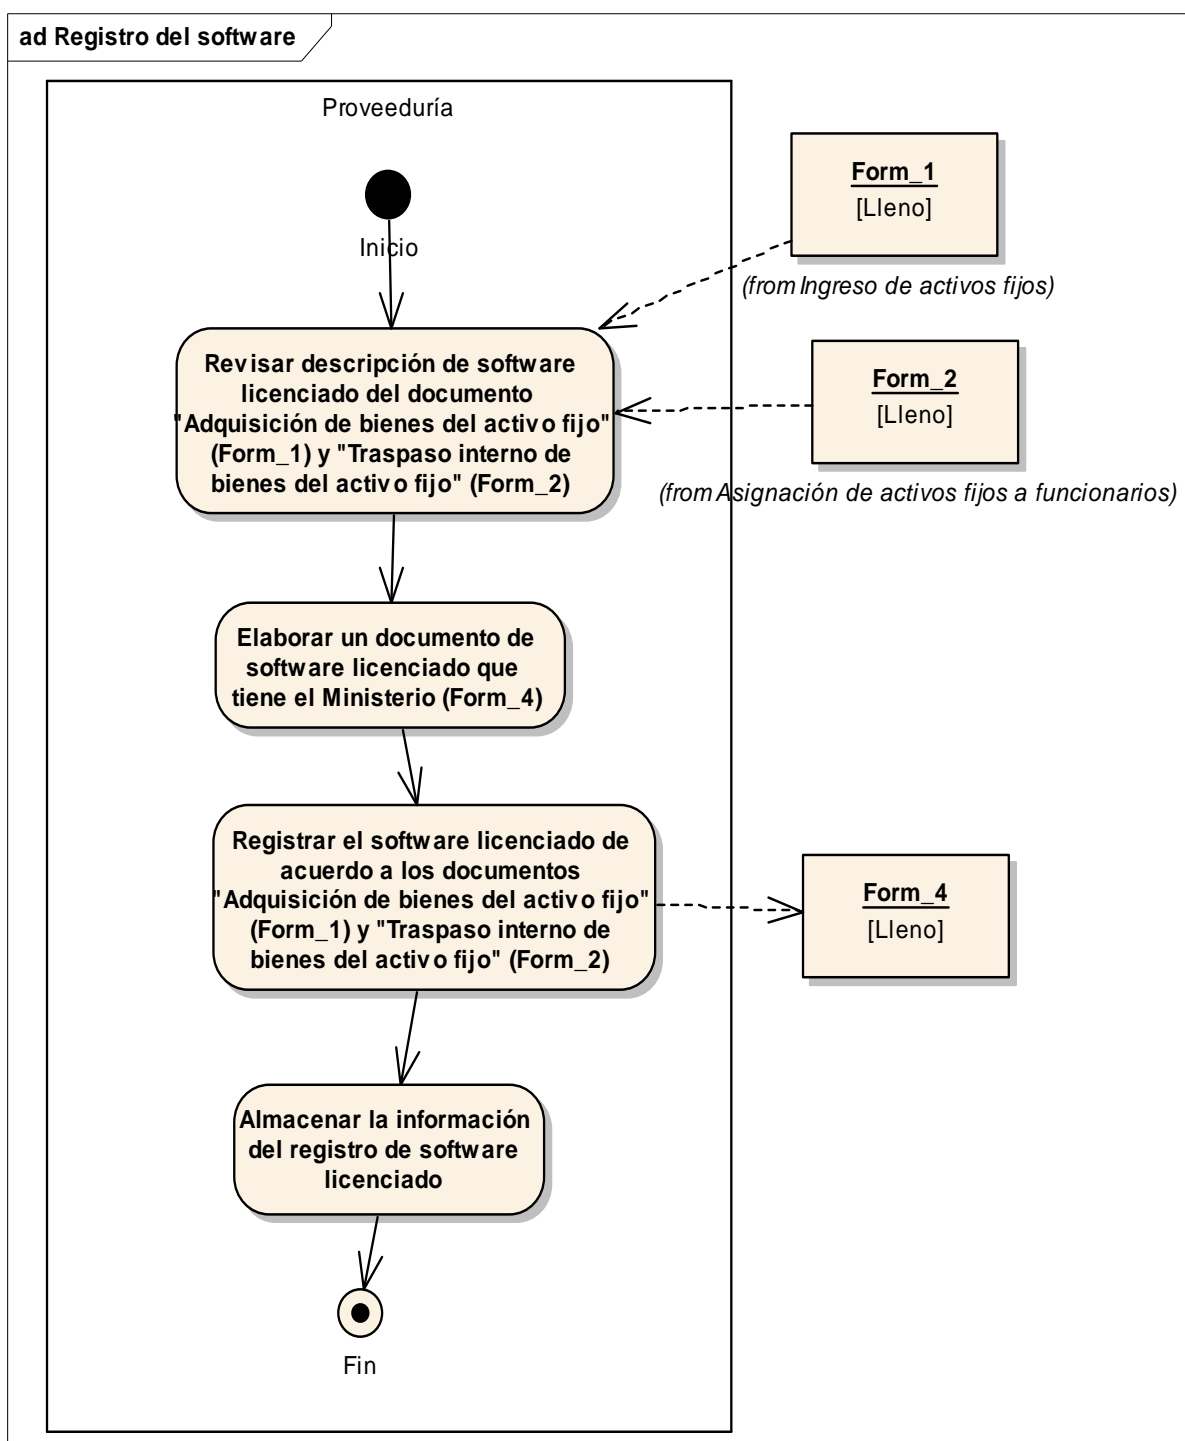 ad Registro del software
Proveeduría
Inicio
Form_1
[Lleno]
(from Ingreso de activos fijos)
Revisar descripción de software
licenciado del documento
"Adquisición de bienes del activo fijo"
(Form_1) y "Traspaso interno de
bienes del activo fijo" (Form_2)
Form_2
[Lleno]
(from Asignación de activos fijos a funcionarios)
Elaborar un documento de
software licenciado que
tiene el Ministerio (Form_4)
Registrar el software licenciado de
acuerdo a los documentos
"Adquisición de bienes del activo fijo"
(Form_1) y "Traspaso interno de
bienes del activo fijo" (Form_2)
Form_4
[Lleno]
Almacenar la información
del registro de software
licenciado
Fin